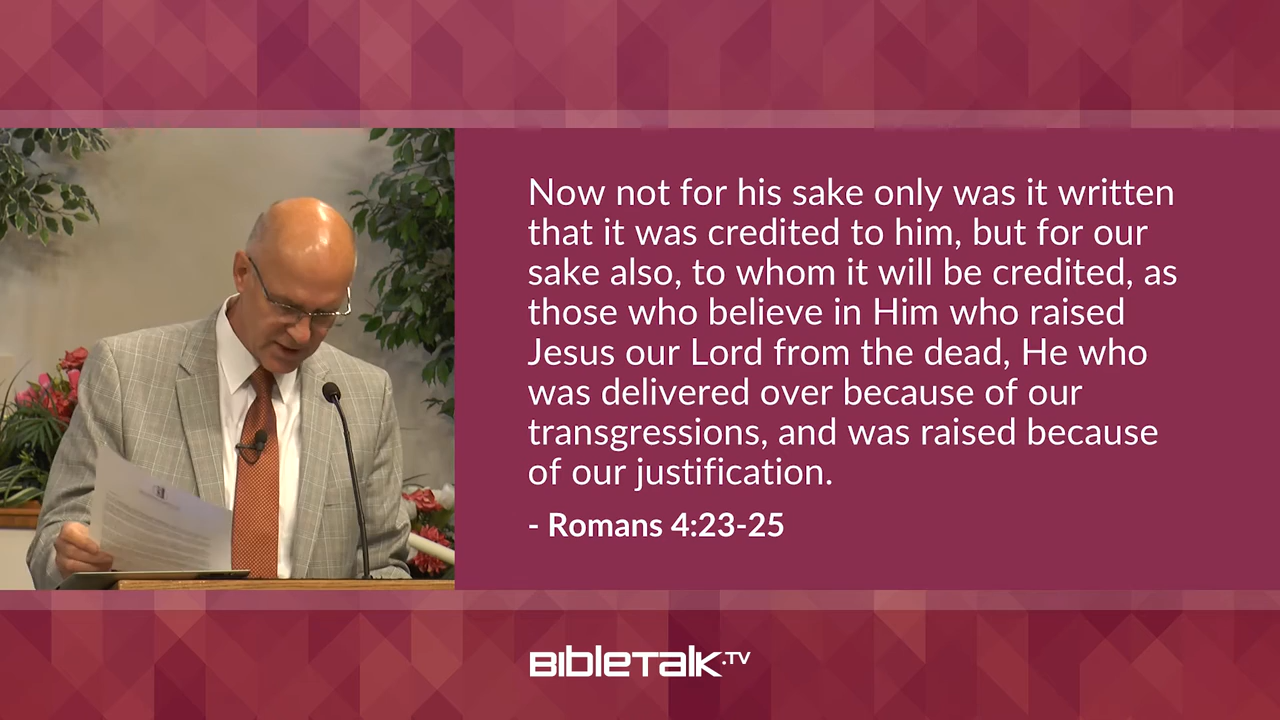 Now not for his sake only was it written
that it was credited to him, but for our
sake also, to whom it will be credited, as
those who believe in Him who raised
Jesus our Lord from the dead, He who
was delivered over because of our
transgressions, and was raised because
of our justification.
- Romans 4:23-25
BIBLETALK.TV